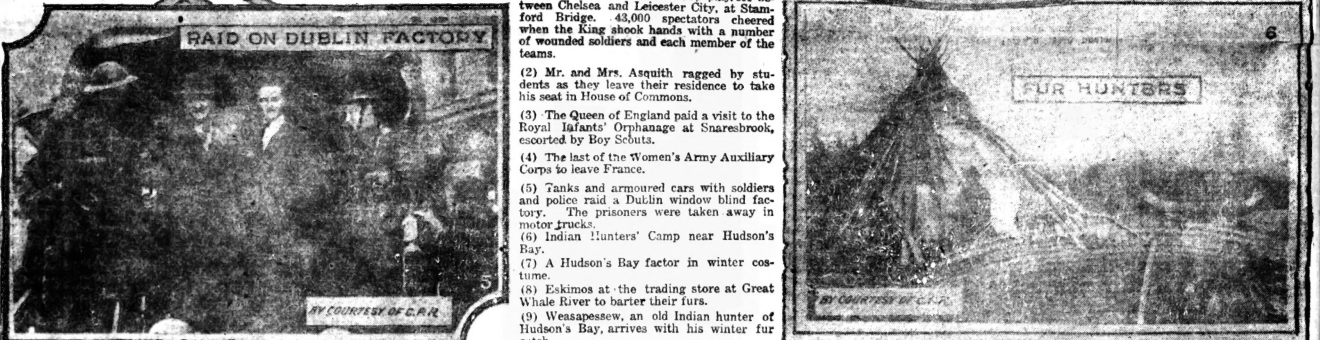 RAID ON DUBLIN FACTORY
5
BY COURTESY OF C.P.R.
tween Chelsea and Leicester City, at Stam-
ford Bridge. 43,000 spectators cheered
when the King shook hands with a number
of wounded soldiers and each member of the
teams.
(2) Mr. and Mrs. Asquith ragged by stu-
dents as they leave their residence to take
his seat in House of Commons.
(3) The Queen of England paid a visit to the
Royal Infants' Orphanage at Snaresbrook,
escorted by Boy Scouts.
(4) The last of the Women's Army Auxiliary
Corps to leave France.
(5) Tanks and armoured cars with soldiers
and police raid a Dublin window blind fac-
tory. The prisoners were taken away in
motor trucks.
(6) Indian Hunters' Camp near Hudson's
Bay.
(7) A Hudson's Bay factor in winter cos-
tume.
(8) Eskimos at the trading store at Great
Whale River to barter their furs.
(9) Weasapessew, an old Indian hunter of
Hudson's Bay, arrives with his winter fur
6
FUR HUNTERS
BY COURTESY OF C.P.R.